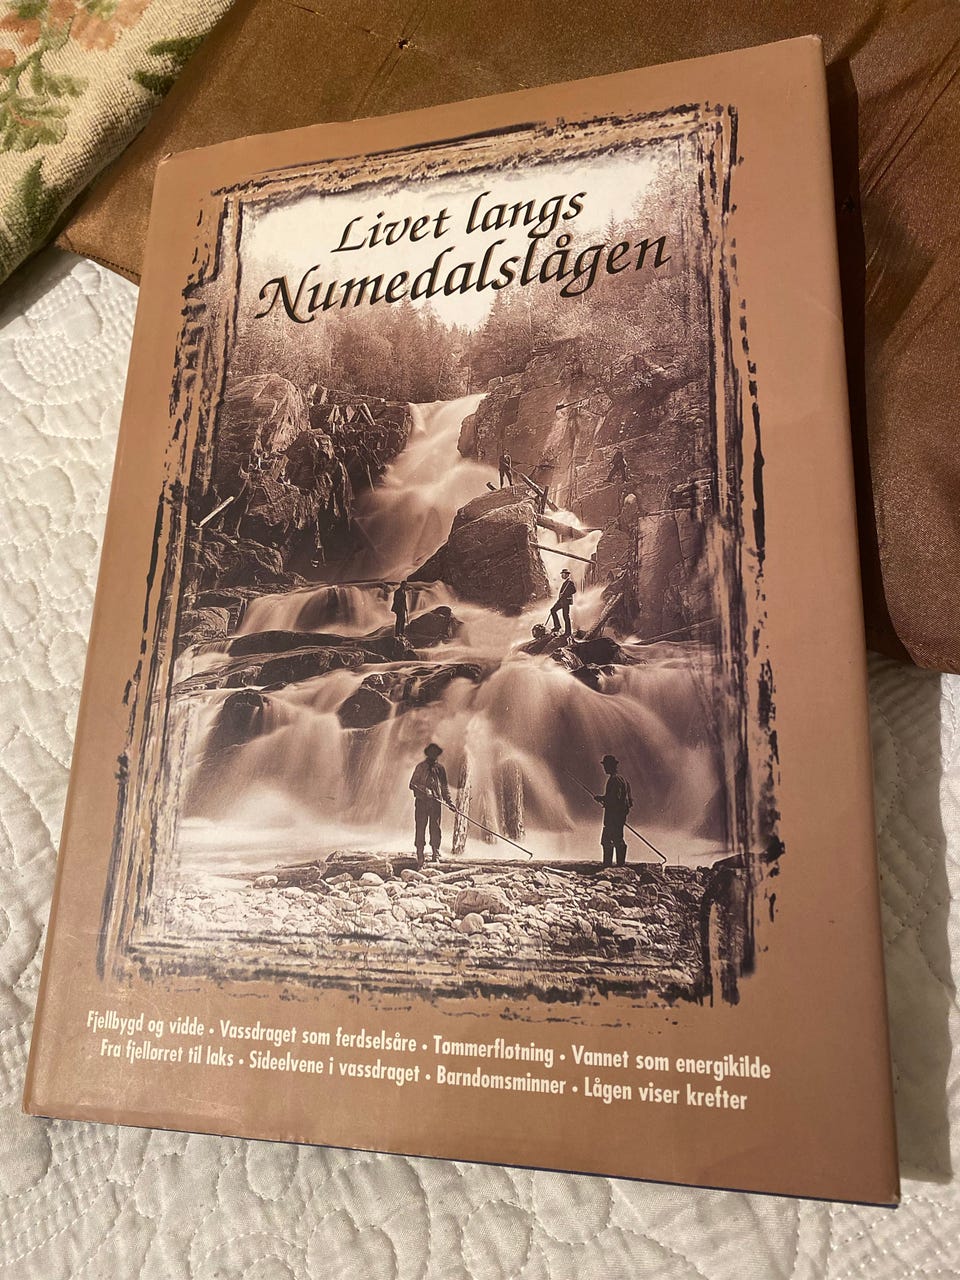 Livet langs
Numedalslågen
Fjellbygd og vidde • Vassdraget som ferdselsåre • Tømmerfløtning • Vannet som energikilde
Fra fjellørret til laks • Sideelvene i vassdraget • Barndomsminner • Lågen viser krefter